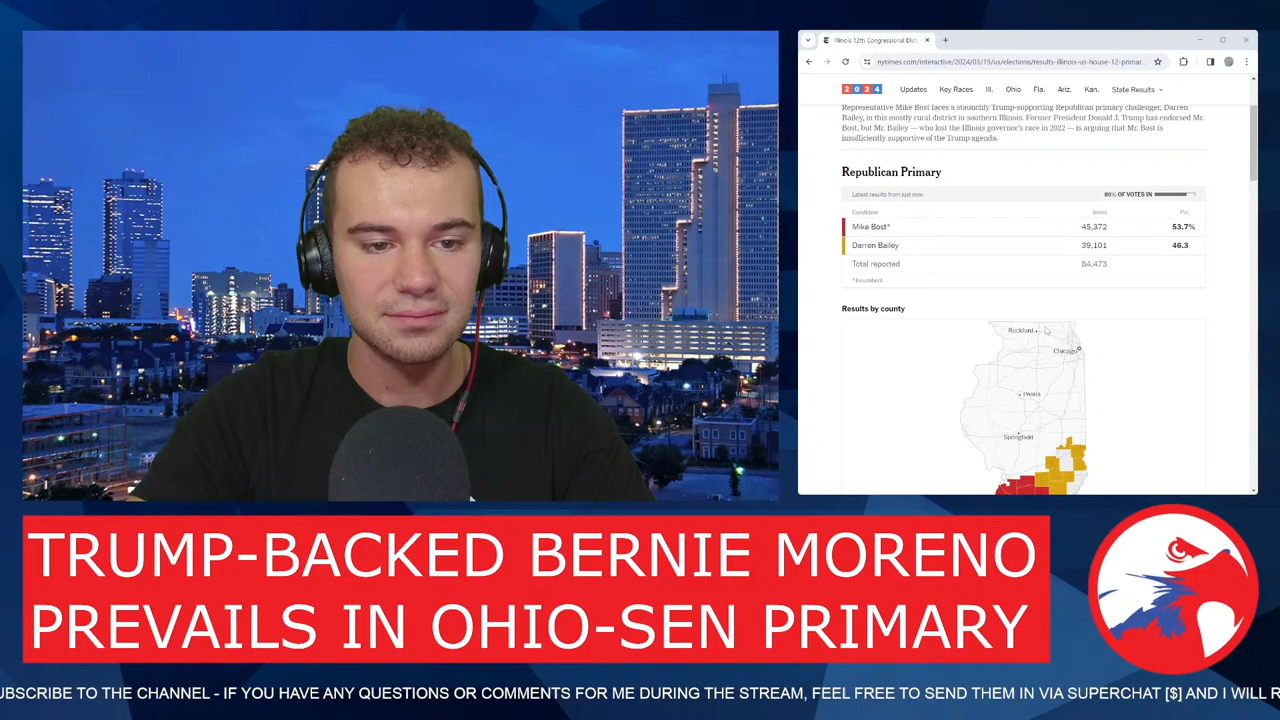 Illinois 12th Congressional Dist
nytimes.com/interactive/2024/03/19/us/elections/results-illinois-us-house-12-primar...
2024 Updates Key Races Ill. Ohio Fla. Ariz. Kan. State Results
Representative Mike Bost faces a staunchly Trump-supporting Republican primary challenger, Darren
Bailey, in this mostly rural district in southern Illinois. Former President Donald J. Trump has endorsed Mr.
Bost, but Mr. Bailey — who lost the Illinois governor's race in 2022 — is arguing that Mr. Bost is
insufficiently supportive of the Trump agenda.
Republican Primary
Latest results from just now 80% OF VOTES IN
Candidate Votes Pct.
Mike Bost* 45,372 53.7%
Darren Bailey 39,101 46.3
Total reported 84,473
*Incumbent
Results by county
Rockford
Chicago
Peoria
Springfield
TRUMP-BACKED BERNIE MORENO
PREVAILS IN OHIO-SEN PRIMARY
UBSCRIBE TO THE CHANNEL - IF YOU HAVE ANY QUESTIONS OR COMMENTS FOR ME DURING THE STREAM, FEEL FREE TO SEND THEM IN VIA SUPERCHAT [$] AND I WILL R